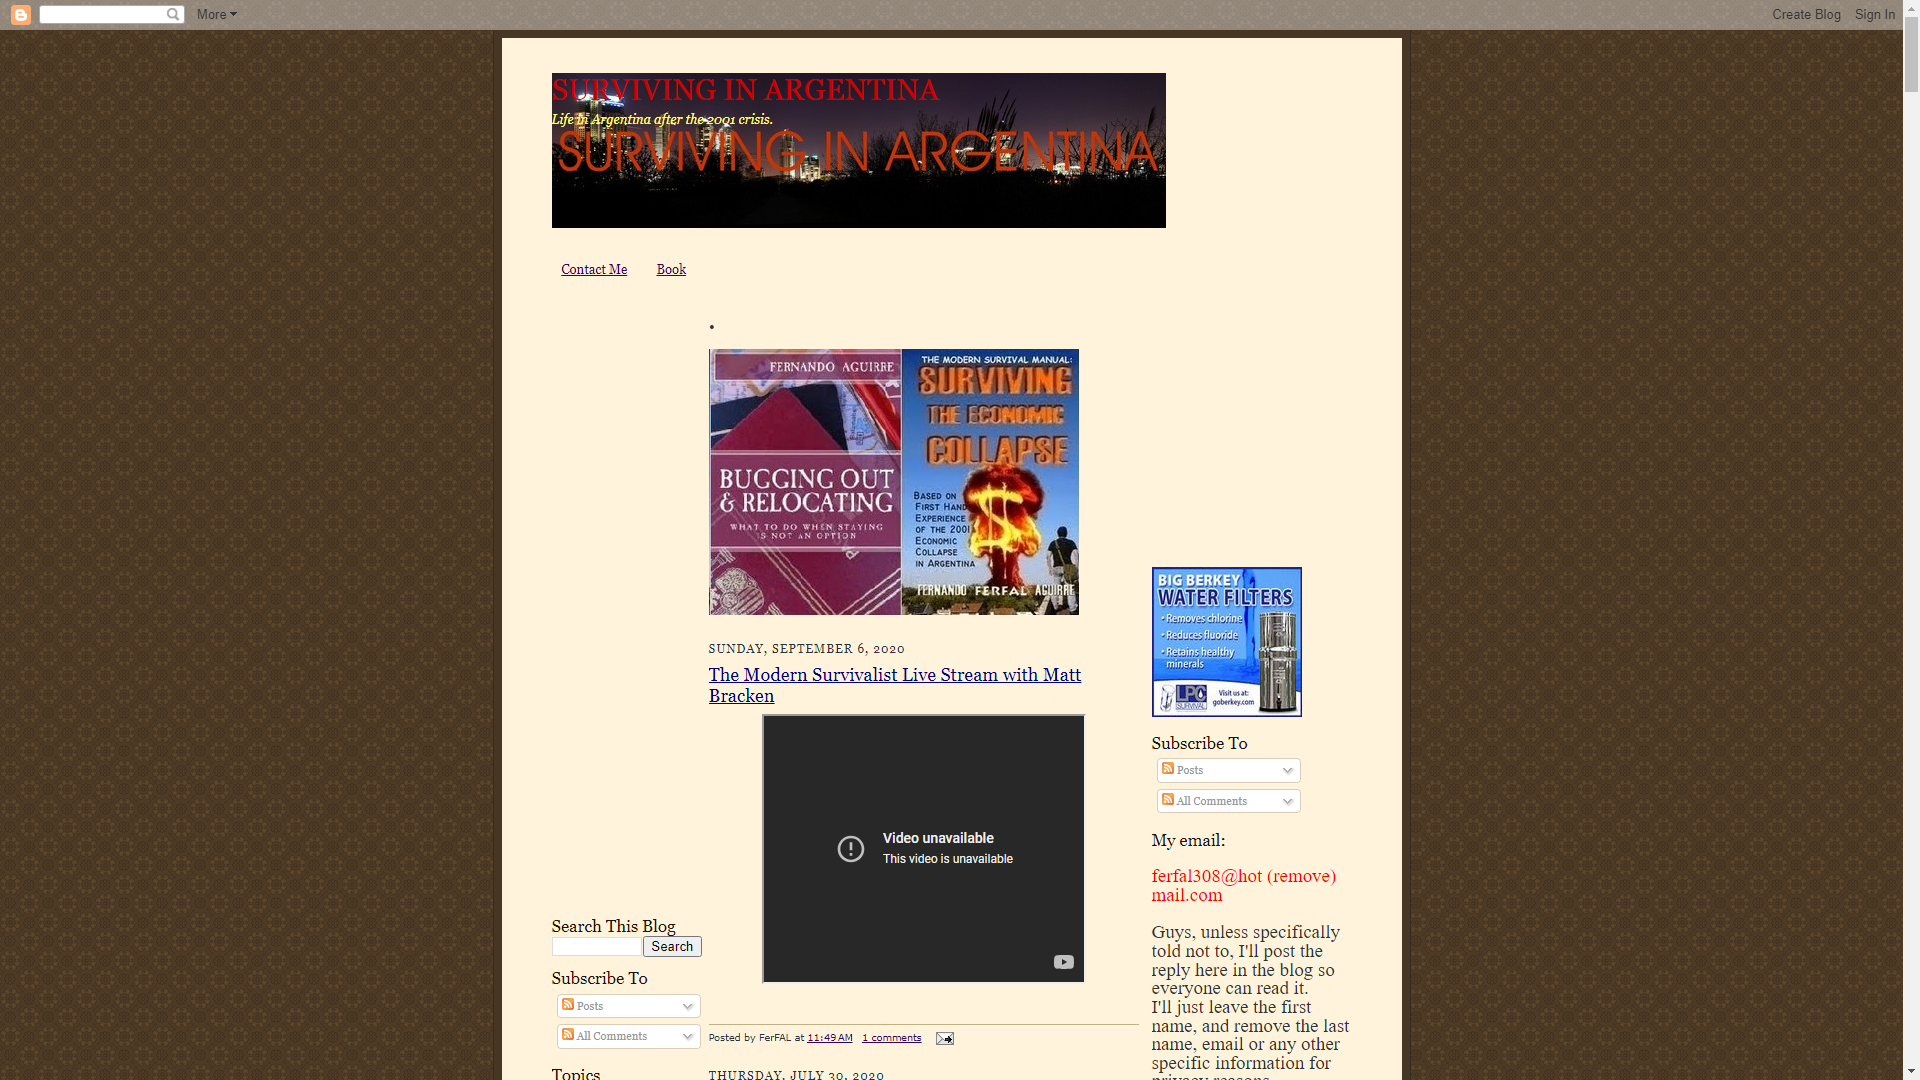 More
Create Blog
Sign In
SURVIVING IN ARGENTINA
Life in Argentina after the 2001 crisis.
SURVIVING IN ARGENTINA
Contact Me
Book
.
FERNANDO AGUIRRE
BUGGING OUT
& RELOCATING
WHAT TO DO WHEN STAYING
IS NOT AN OPTION
THE MODERN SURVIVAL MANUAL:
SURVIVING
THE ECONOMIC
COLLAPSE
BASED ON
FIRST HAND
EXPERIENCE
OF THE 2001
ECONOMIC
COLLAPSE
IN ARGENTINA
FERNANDO FERFAL AGUIRRE
SUNDAY, SEPTEMBER 6, 2020
The Modern Survivalist Live Stream with Matt
Bracken
Video unavailable
This video is unavailable
Posted by FerFAL at 11:49 AM 1 comments
THURSDAY, JULY 30, 2020
Search This Blog
Search
Subscribe To
Posts
All Comments
Topics
BIG BERKEY
WATER FILTERS
• Removes chlorine
• Reduces fluoride
• Retains healthy
minerals
LPC
SURVIVAL
Visit us at:
goberkey.com
Subscribe To
Posts
All Comments
My email:
ferfal308@hot (remove)
mail.com
Guys, unless specifically
told not to, I'll post the
reply here in the blog so
everyone can read it.
I'll just leave the first
name, and remove the last
name, email or any other
specific information for
privacy reasons.